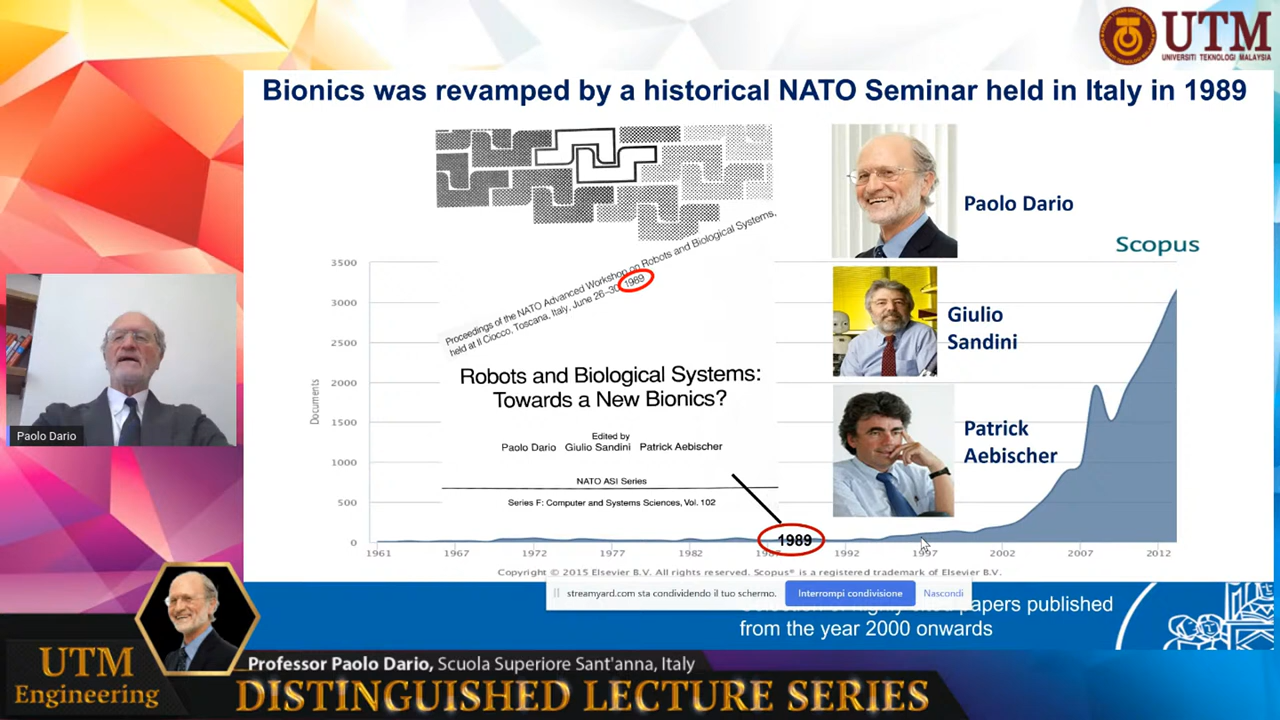 UTM
UNIVERSITI TEKNOLOGI MALAYSIA
Bionics was revamped by a historical NATO Seminar held in Italy in 1989
Proceedings of the NATO Advanced Workshop on Robots and Biological Systems,
held at Il Ciocco, Toscana, Italy, June 26–30, 1989
Robots and Biological Systems:
Towards a New Bionics?
Edited by
Paolo Dario Giulio Sandini Patrick Aebischer
NATO ASI Series
Series F: Computer and Systems Sciences, Vol. 102
Paolo Dario
Scopus
Giulio
Sandini
Patrick
Aebischer
Documents
3500
3000
2500
2000
1500
1000
500
0
1961 1967 1972 1977 1982 1989 1992 1997 2002 2007 2012
Copyright © 2015 Elsevier B.V. All rights reserved. Scopus® is a registered trademark of Elsevier B.V.
streamyard.com sta condividendo il tuo schermo. Interrompi condivisione Nascondi
papers published
from the year 2000 onwards
Paolo Dario
UTM
Engineering
Professor Paolo Dario, Scuola Superiore Sant'anna, Italy
DISTINGUISHED LECTURE SERIES